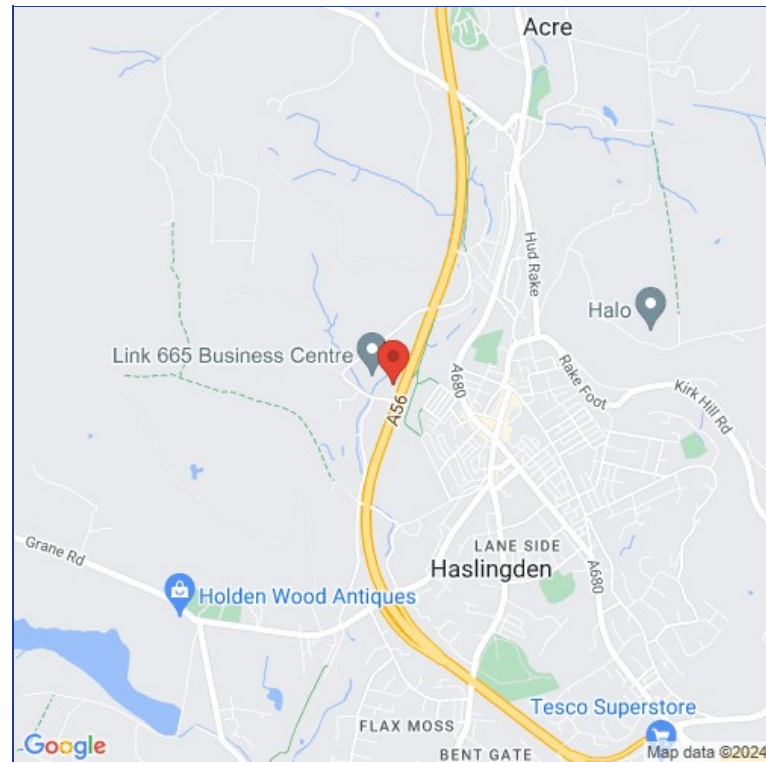 Acre
Hud Rake
Halo
Link 665 Business Centre
A680
Rake Foot
Kirk Hill Rd
A56
Grane Rd
LANE SIDE
Haslingden
A680
Holden Wood Antiques
Tesco Superstore
FLAX MOSS
BENT GATE
Google
Map data ©2024